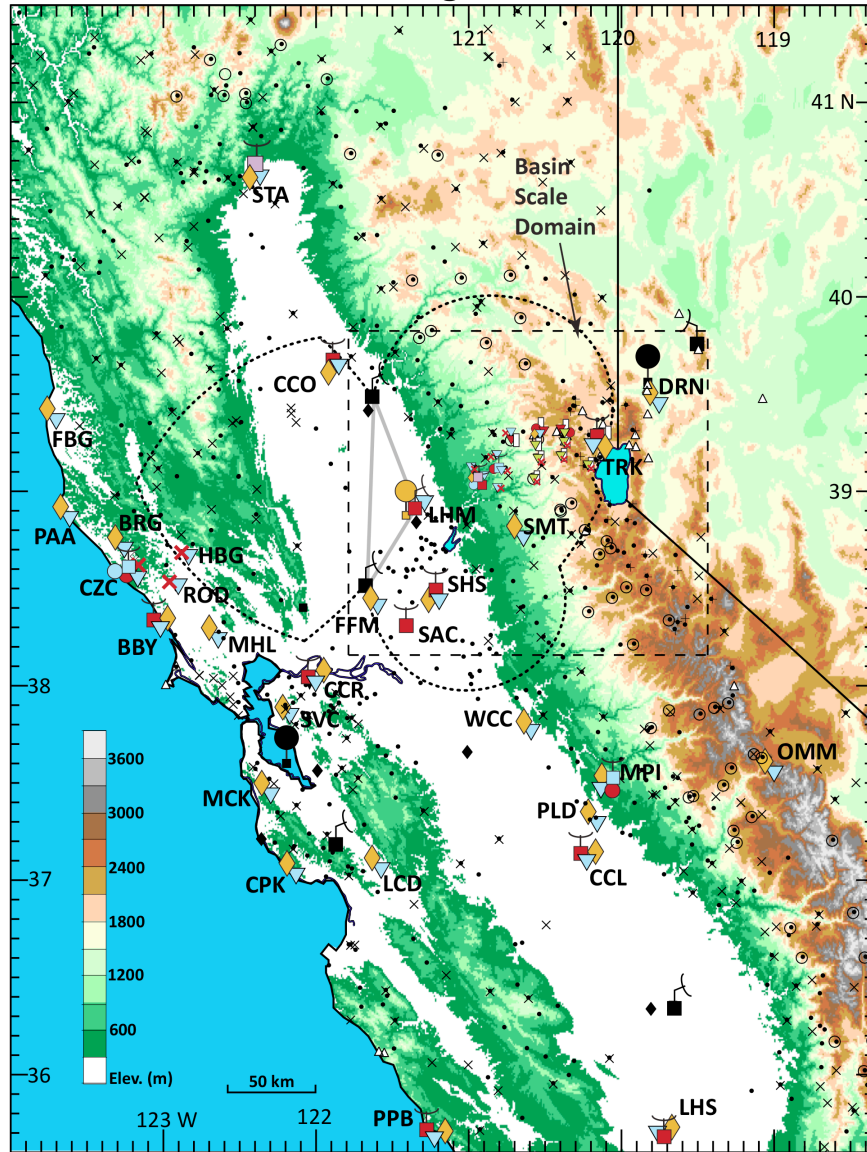 121
120
119
41 N
Basin
Scale
Domain
STA
40
CCO
DRN
FBG
TRK
39
LHM
PAA
BRG
SMT
HBG
CZC
ROD
SHS
FFM
SAC
BBY
MHL
38
CCR
SVC
WCC
3600
OMM
MPI
MCK
3000
PLD
2400
CCL
37
CPK
LCD
1800
1200
600
36
Elev. (m)
50 km
LHS
PPB
123 W
122